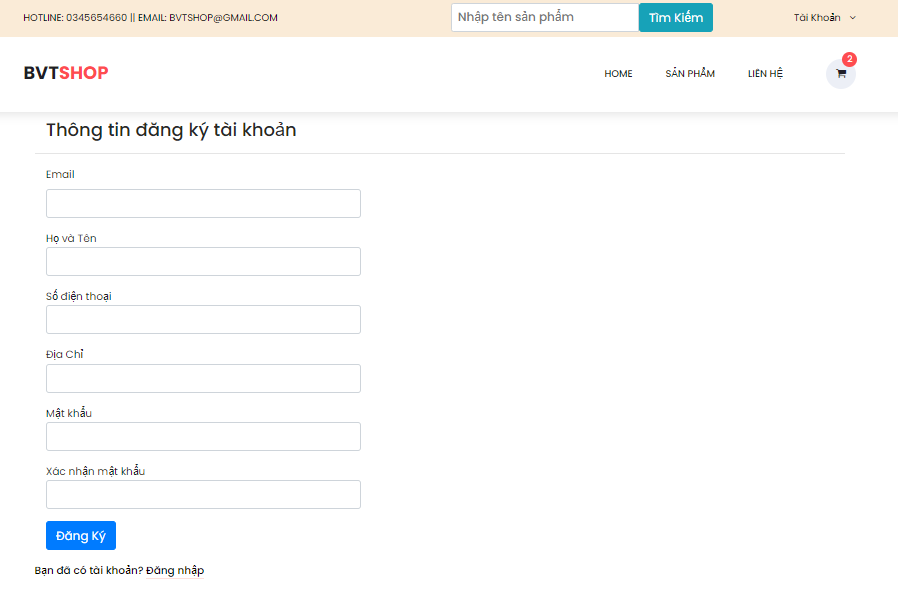 HOTLINE: 0345654660 || EMAIL: BVTSHOP@GMAIL.COM
Nhập tên sản phẩm
Tìm Kiếm
Tài Khoản
BVTSHOP
HOME
SẢN PHẨM
LIÊN HỆ
2
Thông tin đăng ký tài khoản
Email
Họ và Tên
Số điện thoại
Địa Chỉ
Mật khẩu
Xác nhận mật khẩu
Đăng Ký
Bạn đã có tài khoản? Đăng nhập